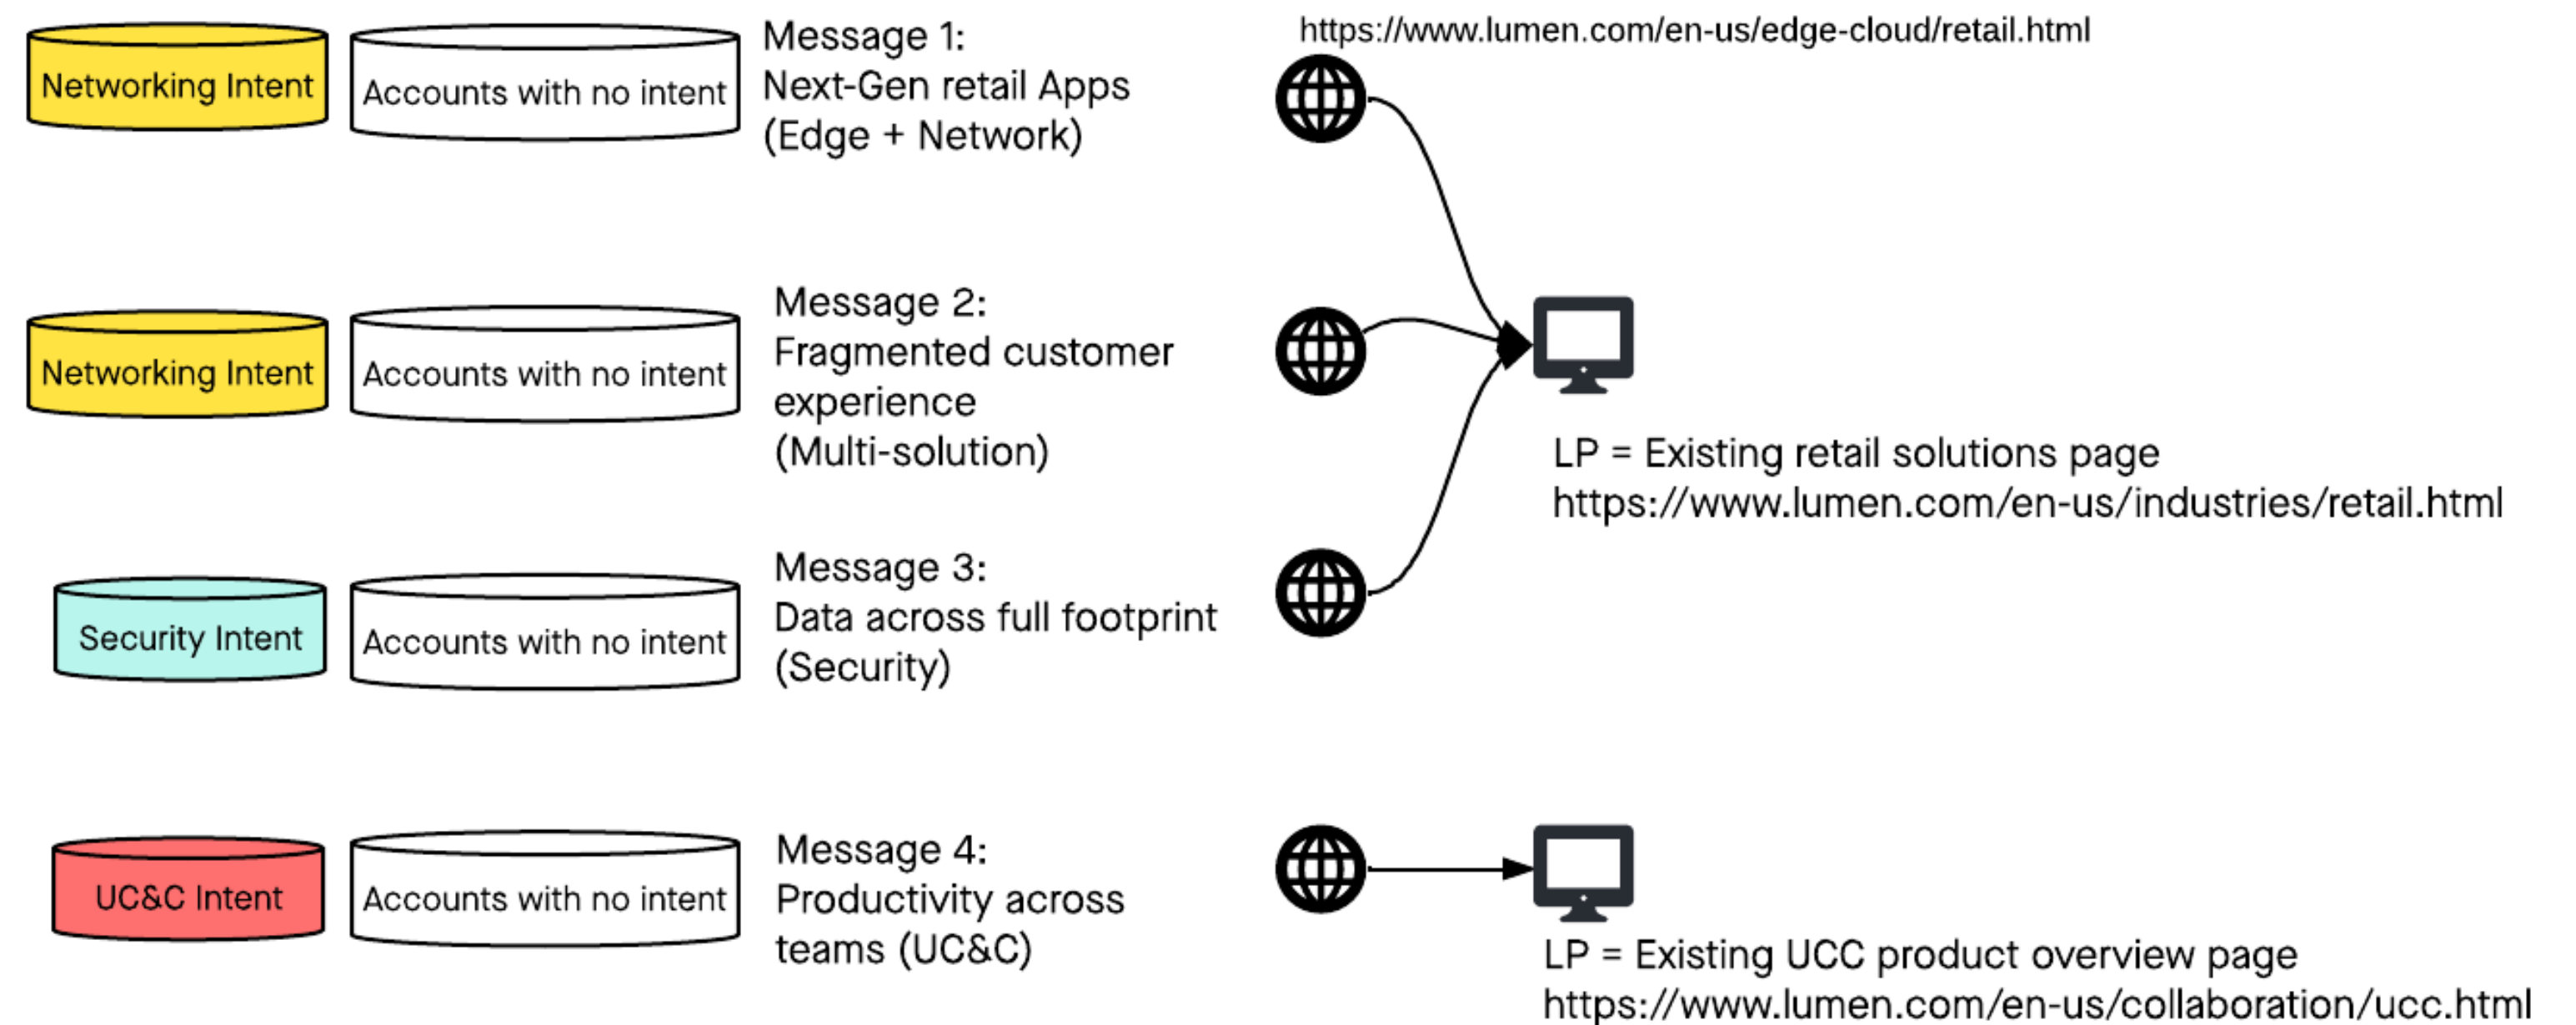 Networking Intent
Accounts with no intent
Message 1:
Next-Gen retail Apps
(Edge + Network)
https://www.lumen.com/en-us/edge-cloud/retail.html
Networking Intent
Accounts with no intent
Message 2:
Fragmented customer
experience
(Multi-solution)
LP = Existing retail solutions page
https://www.lumen.com/en-us/industries/retail.html
Security Intent
Accounts with no intent
Message 3:
Data across full footprint
(Security)
UC&C Intent
Accounts with no intent
Message 4:
Productivity across
teams (UC&C)
LP = Existing UCC product overview page
https://www.lumen.com/en-us/collaboration/ucc.html